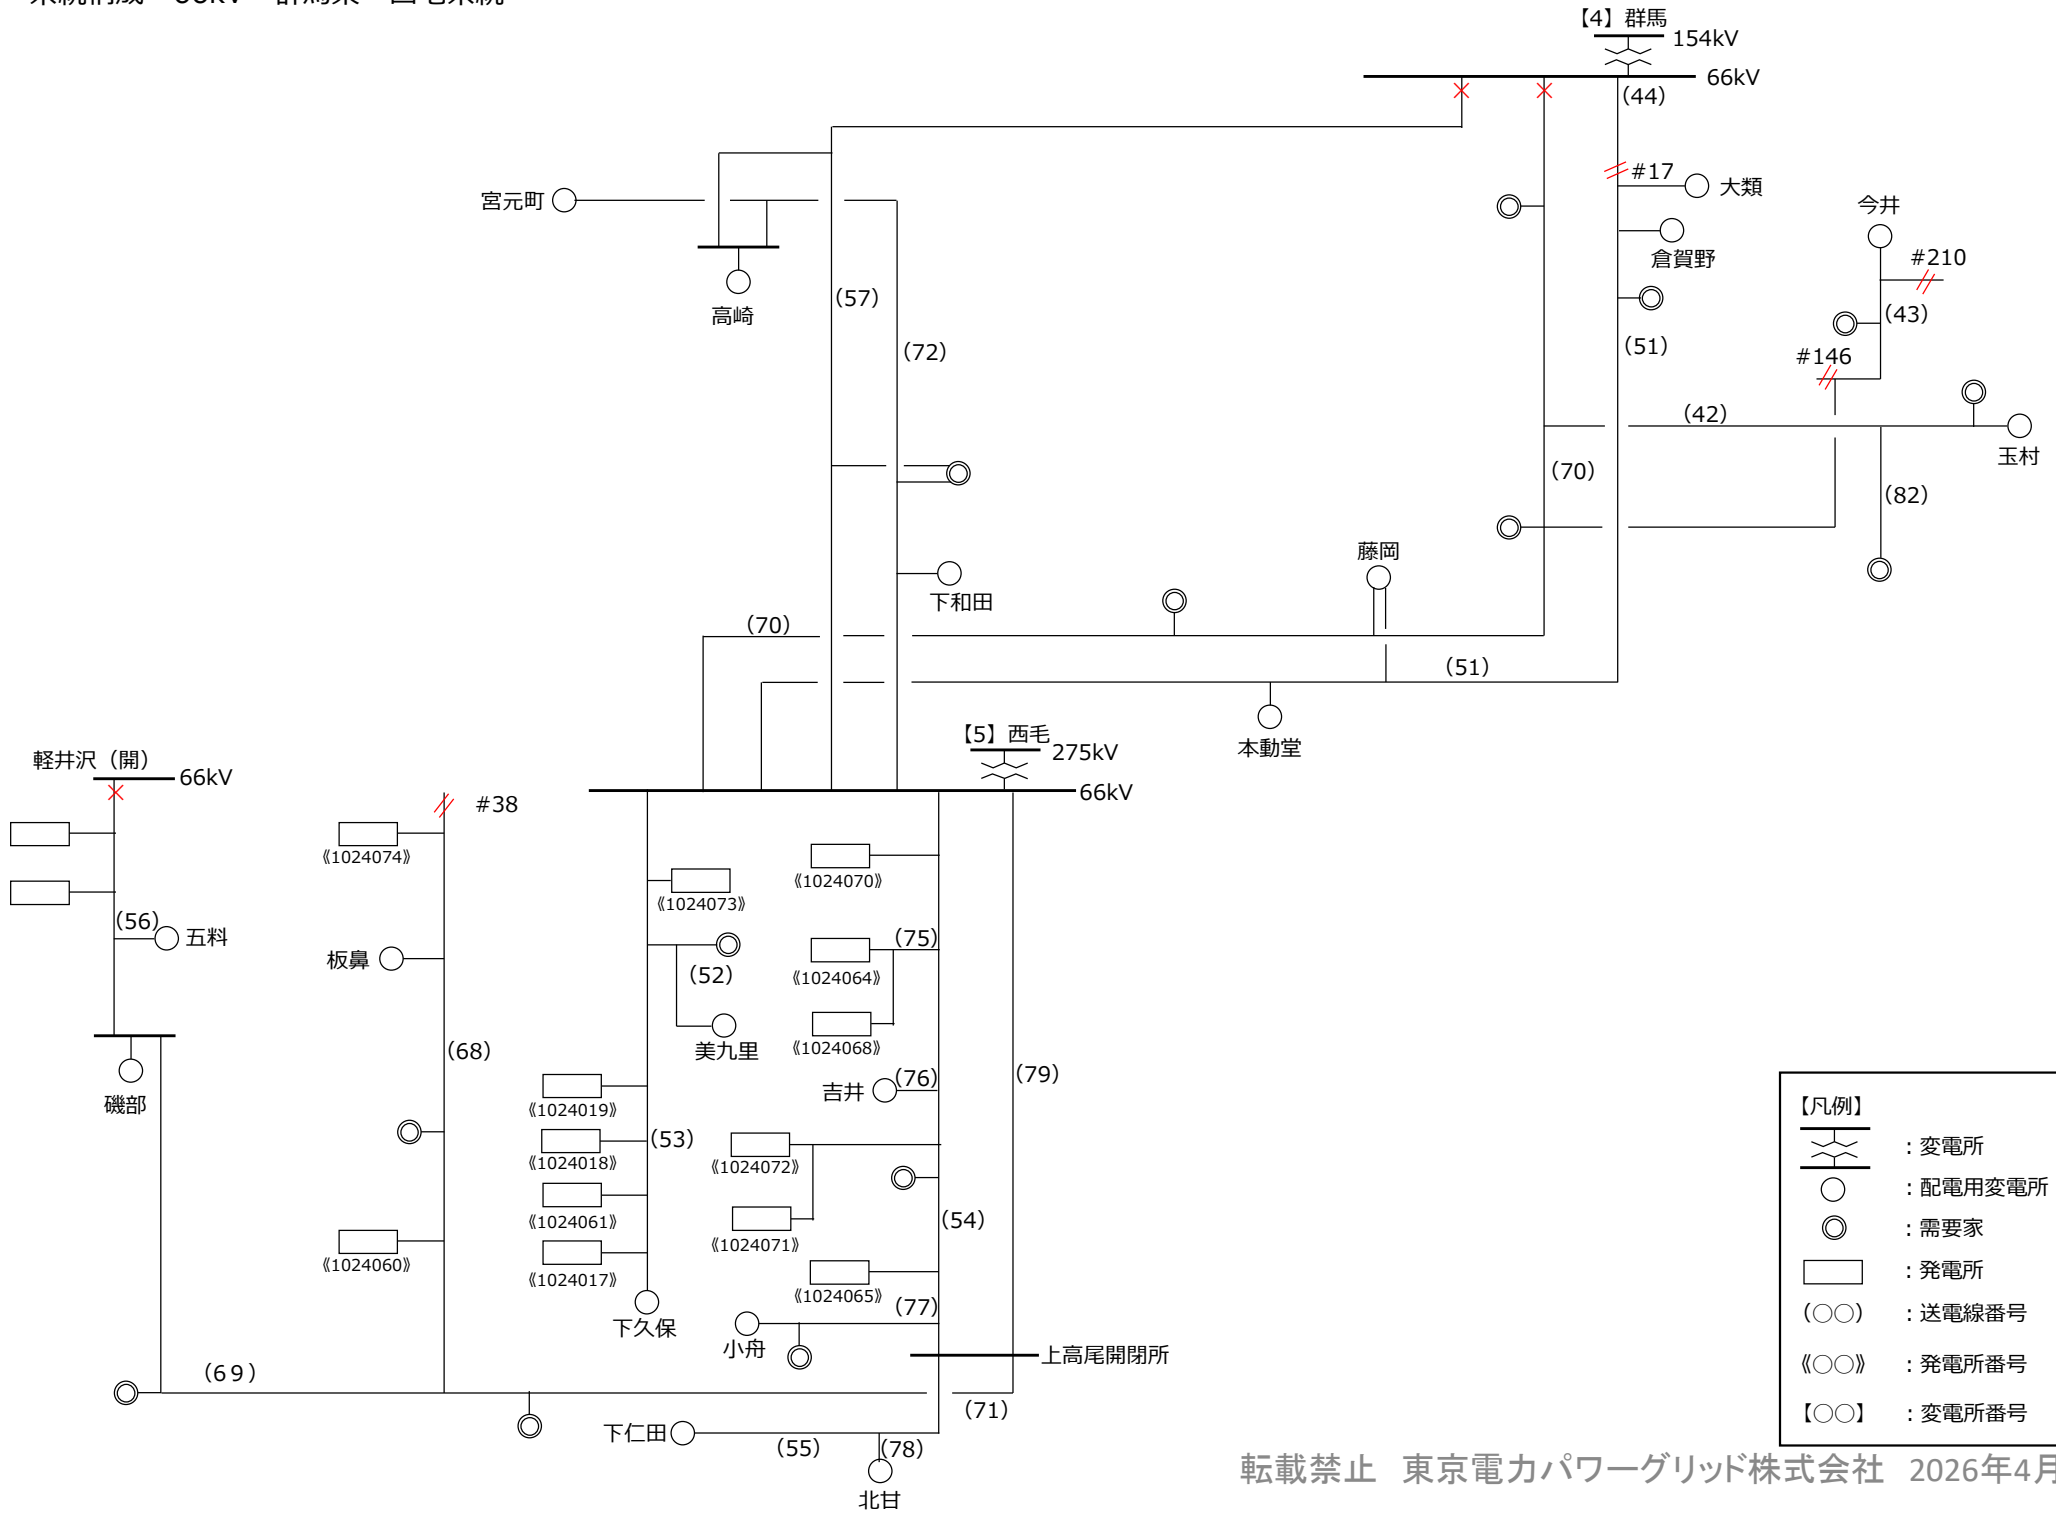 【4】群馬
154kV
66kV
(44)
#17
大類
宮元町
今井
倉賀野
#210
(57)
高崎
(43)
(51)
(72)
#146
(42)
玉村
(70)
(82)
藤岡
下和田
(70)
(51)
【5】西毛
275kV
本動堂
軽井沢（開）
66kV
66kV
#38
《1024074》
《1024070》
《1024073》
(56)
五料
(75)
板鼻
(52)
《1024064》
美九里
《1024068》
(68)
(79)
(76)
吉井
磯部
《1024019》
(53)
《1024018》
《1024072》
《1024061》
(54)
《1024071》
《1024060》
《1024017》
《1024065》
(77)
下久保
小舟
上高尾開閉所
(69)
(71)
下仁田
(55)
(78)
北甘
【凡例】
：変電所
：配電用変電所
：需要家
：発電所
(○○)
：送電線番号
《○○》
：発電所番号
【○○】
：変電所番号
転載禁止　東京電力パワーグリッド株式会社　2026年4月